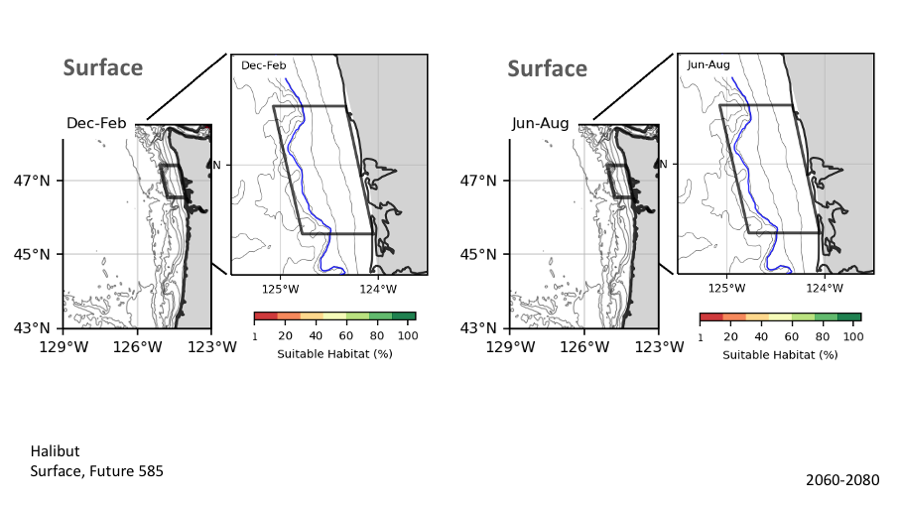 Surface
Dec-Feb
Dec-Feb
N
47°N
45°N
43°N
129°W 126°W 123°W
125°W 124°W
1 20 40 60 80 100
Suitable Habitat (%)
Surface
Jun-Aug
Jun-Aug
N
47°N
45°N
43°N
129°W 126°W 123°W
125°W 124°W
1 20 40 60 80 100
Suitable Habitat (%)
Halibut
Surface, Future 585
2060-2080